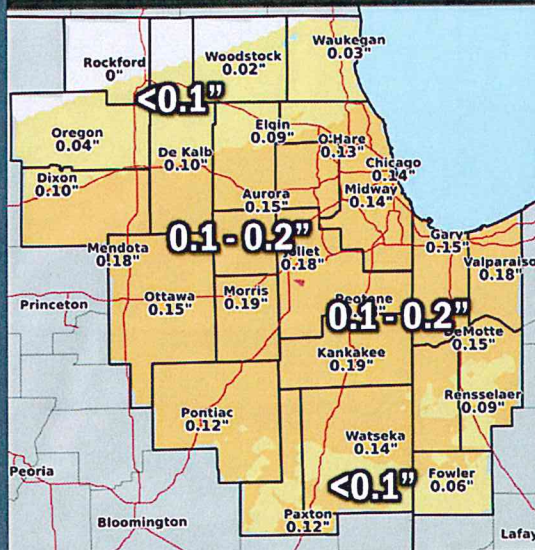 Waukegan
0.03"
Woodstock
0.02"
Rockford
0"
<0.1”
Oregon
0.04"
Elgin
0.09"
O'Hare
0.13"
De Kalb
0.10"
Chicago
0.14"
Dixon
0.10"
Midway
0.14"
Aurora
0.15"
0.1 - 0.2”
Gary
0.15"
Mendota
0.18"
Joliet
0.18"
Valparaiso
0.18"
Princeton
Ottawa
0.15"
Morris
0.19"
Peotone
0.1 - 0.2”
DeMotte
0.15"
Kankakee
0.19"
Rensselaer
0.09"
Pontiac
0.12"
Watseka
0.14"
Peoria
Fowler
0.06"
<0.1”
Paxton
0.12"
Bloomington
Lafay